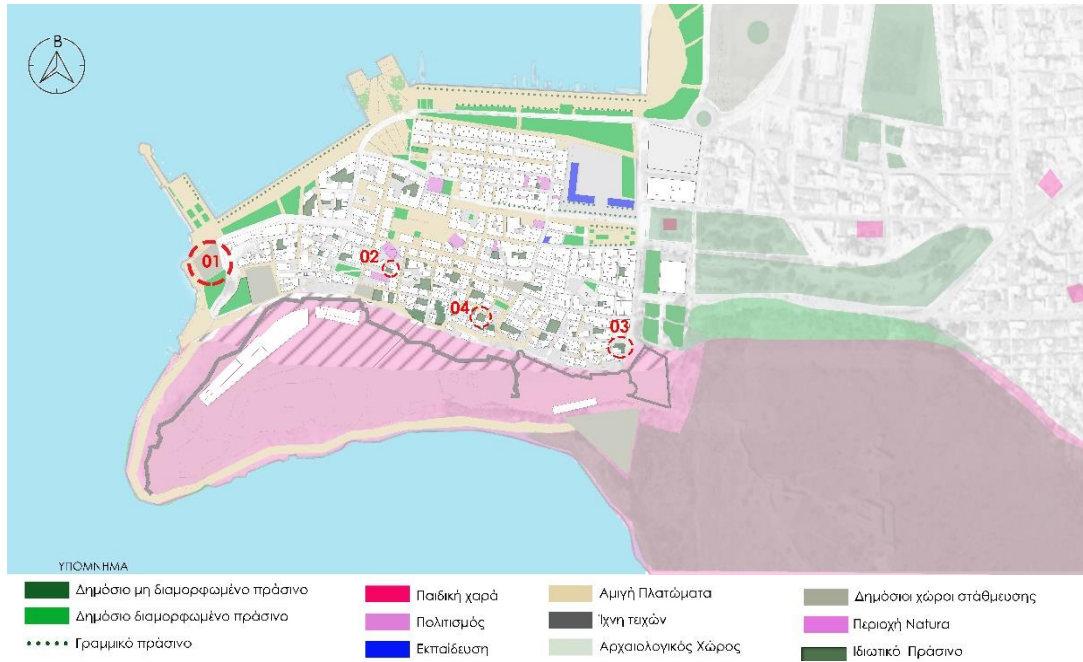 B
01
02
04
03
ΥΠΟΜΝΗΜΑ
Δημόσιο μη διαμορφωμένο πράσινο
Δημόσιο διαμορφωμένο πράσινο
Γραμμικό πράσινο
Παιδική χαρά
Πολιτισμός
Εκπαίδευση
Αμιγή Πλατώματα
Ίχνη τειχών
Αρχαιολογικός Χώρος
Δημόσιοι χώροι στάθμευσης
Περιοχή Natura
Ιδιωτικό Πράσινο